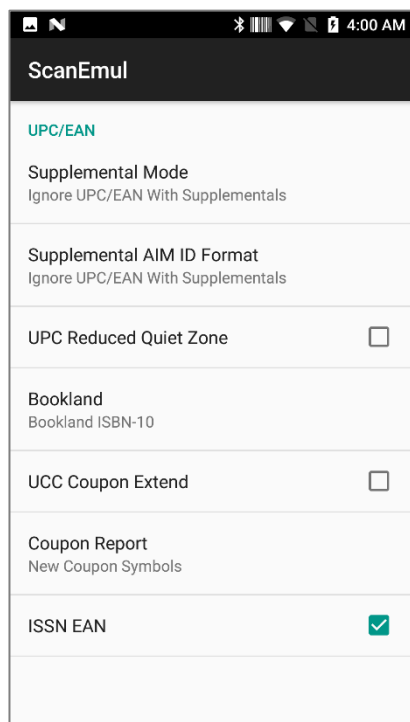 4:00 AM
ScanEmul
UPC/EAN
Supplemental Mode
Ignore UPC/EAN With Supplementals
Supplemental AIM ID Format
Ignore UPC/EAN With Supplementals
UPC Reduced Quiet Zone
Bookland
Bookland ISBN-10
UCC Coupon Extend
Coupon Report
New Coupon Symbols
ISSN EAN